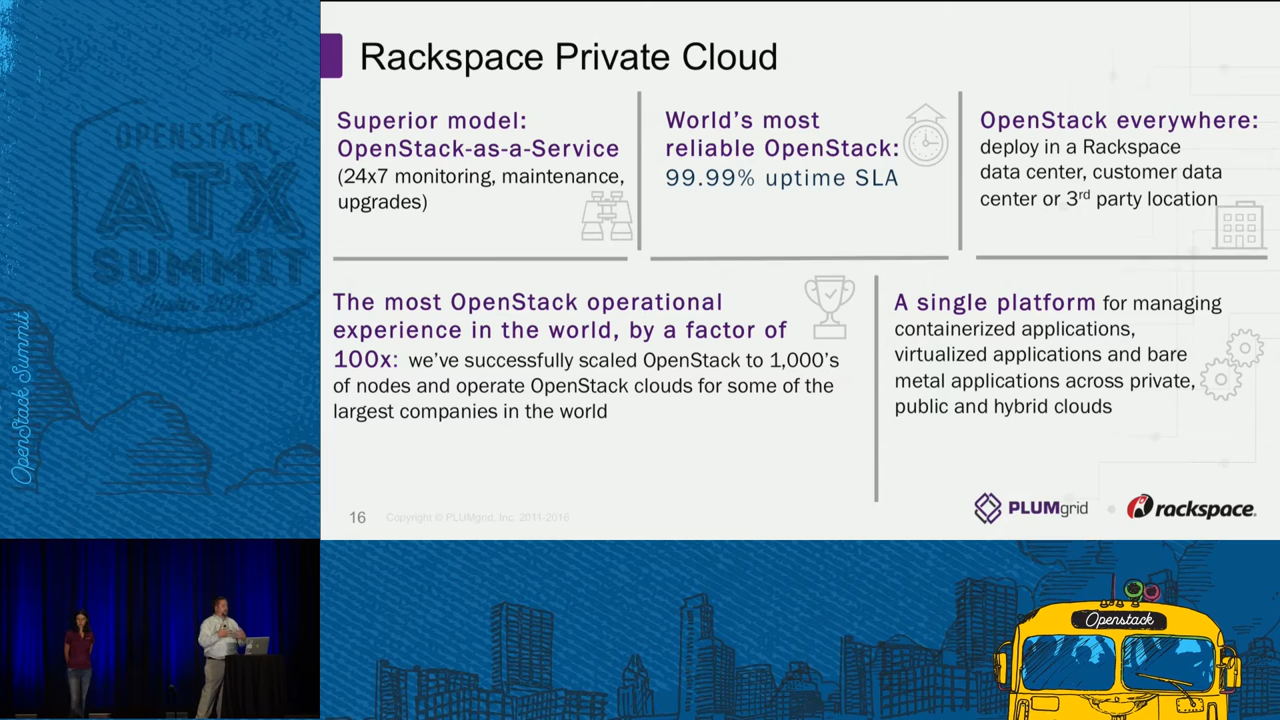 OPENSTACK
ATX
SUMMIT
Austin 2016
OpenStack Summit
Rackspace Private Cloud
Superior model:
OpenStack-as-a-Service
(24x7 monitoring, maintenance,
upgrades)
World's most
reliable OpenStack:
99.99% uptime SLA
OpenStack everywhere:
deploy in a Rackspace
data center, customer data
center or 3rd party location
The most OpenStack operational
experience in the world, by a factor of
100x: we've successfully scaled OpenStack to 1,000's
of nodes and operate OpenStack clouds for some of the
largest companies in the world
A single platform for managing
containerized applications,
virtualized applications and bare
metal applications across private,
public and hybrid clouds
16 Copyright © PLUMgrid, Inc. 2011-2016
PLUMgrid • rackspace.
Openstack